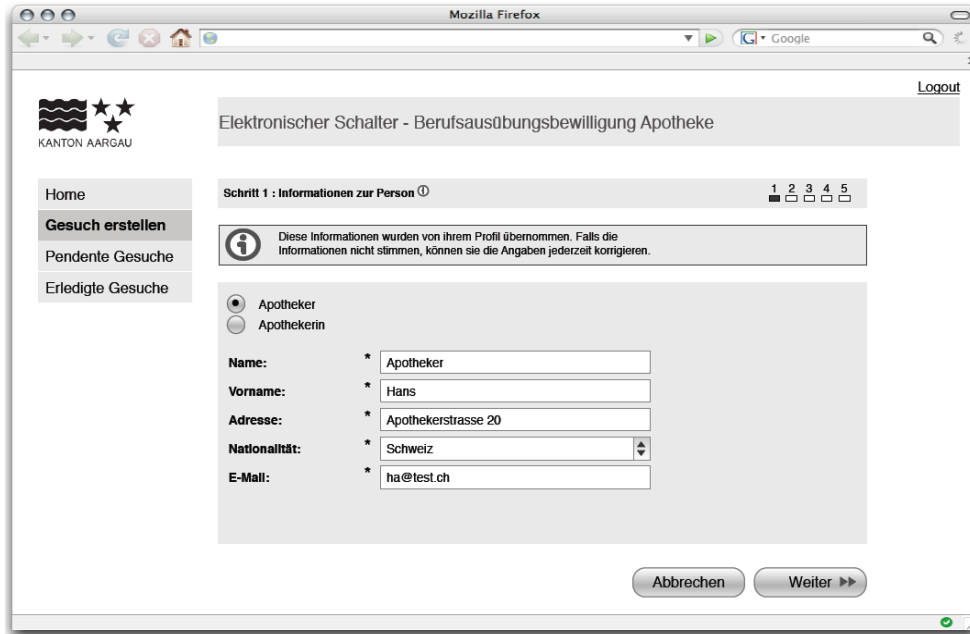 Mozilla Firefox
Google
Logout
KANTON AARGAU
Elektronischer Schalter - Berufsausübungsbewilligung Apotheke
Home
Gesuch erstellen
Pendente Gesuche
Erledigte Gesuche
Schritt 1 : Informationen zur Person
1 2 3 4 5
Diese Informationen wurden von ihrem Profil übernommen. Falls die
Informationen nicht stimmen, können sie die Angaben jederzeit korrigieren.
Apotheker
Apothekerin
Name: * Apotheker
Vorname: * Hans
Adresse: * Apothekerstrasse 20
Nationalität: * Schweiz
E-Mail: * ha@test.ch
Abbrechen
Weiter